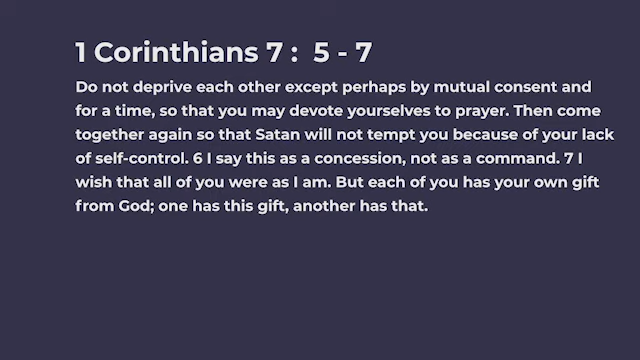 1 Corinthians 7 :  5 - 7
Do not deprive each other except perhaps by mutual consent and
for a time, so that you may devote yourselves to prayer. Then come
together again so that Satan will not tempt you because of your lack
of self-control. 6 I say this as a concession, not as a command. 7 I
wish that all of you were as I am. But each of you has your own gift
from God; one has this gift, another has that.